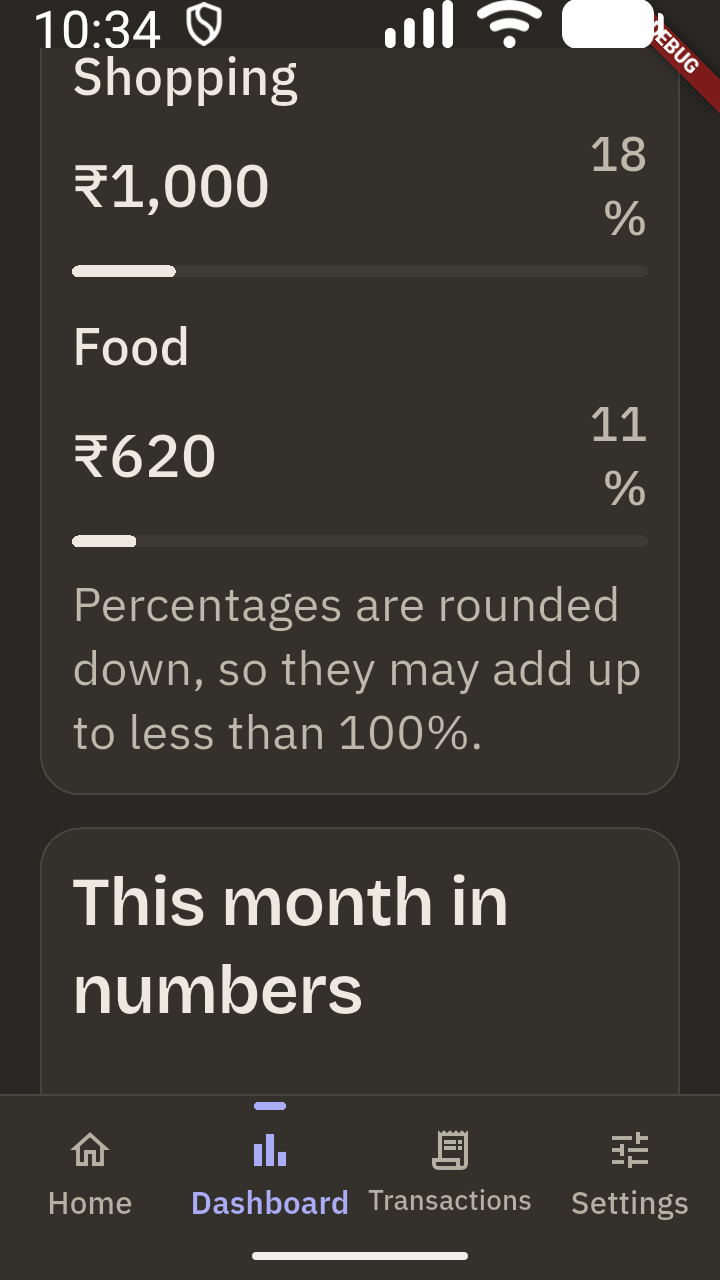 10:34
DEBUG
Shopping
₹1,000
18
%
Food
₹620
11
%
Percentages are rounded
down, so they may add up
to less than 100%.
This month in
numbers
Home
Dashboard
Transactions
Settings